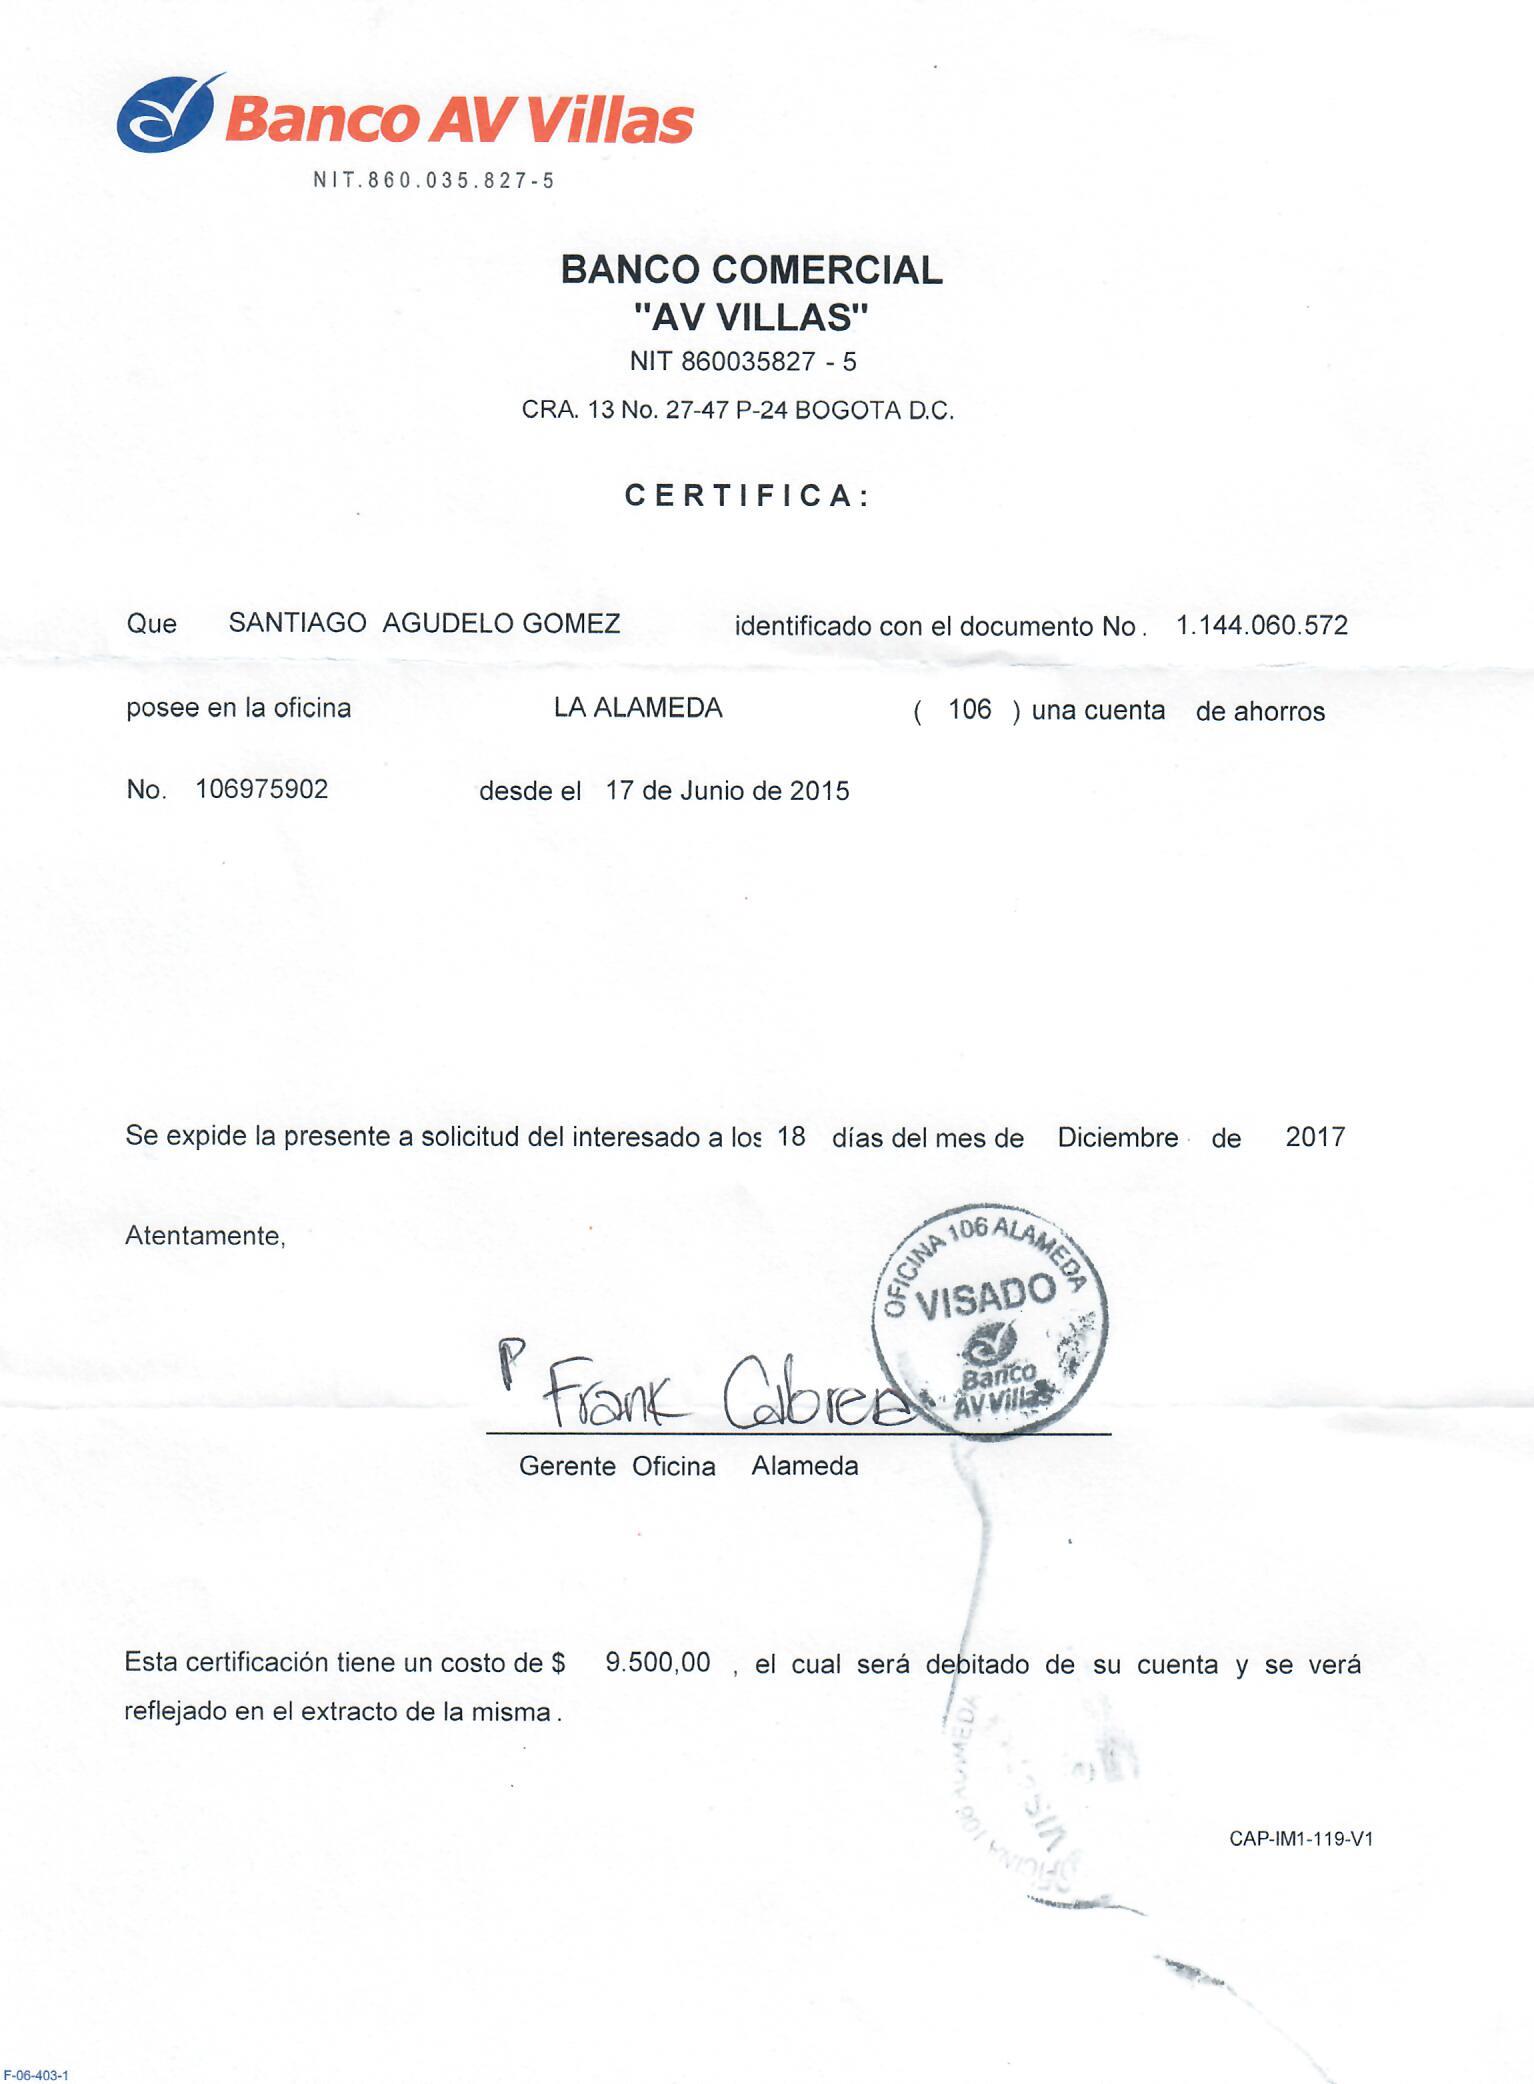 Banco AV Villas
NIT.860.035.827-5
BANCO COMERCIAL
"AV VILLAS"
NIT 860035827 - 5
CRA. 13 No. 27-47 P-24 BOGOTA D.C.
CERTIFICA:
Que SANTIAGO AGUDELO GOMEZ identificado con el documento No. 1.144.060.572
posee en la oficina LA ALAMEDA ( 106 ) una cuenta de ahorros
No. 106975902 desde el 17 de Junio de 2015
Se expide la presente a solicitud del interesado a los 18 días del mes de Diciembre de 2017
Atentamente,
OFICINA 106 ALAMEDA
VISADO
Banco
AV Villas
P Frank Cabrera
Gerente Oficina Alameda
Esta certificación tiene un costo de $ 9.500,00 , el cual será debitado de su cuenta y se verá
reflejado en el extracto de la misma.
OFICINA 106 ALAMEDA
CAP-IM1-119-V1
F-06-403-1